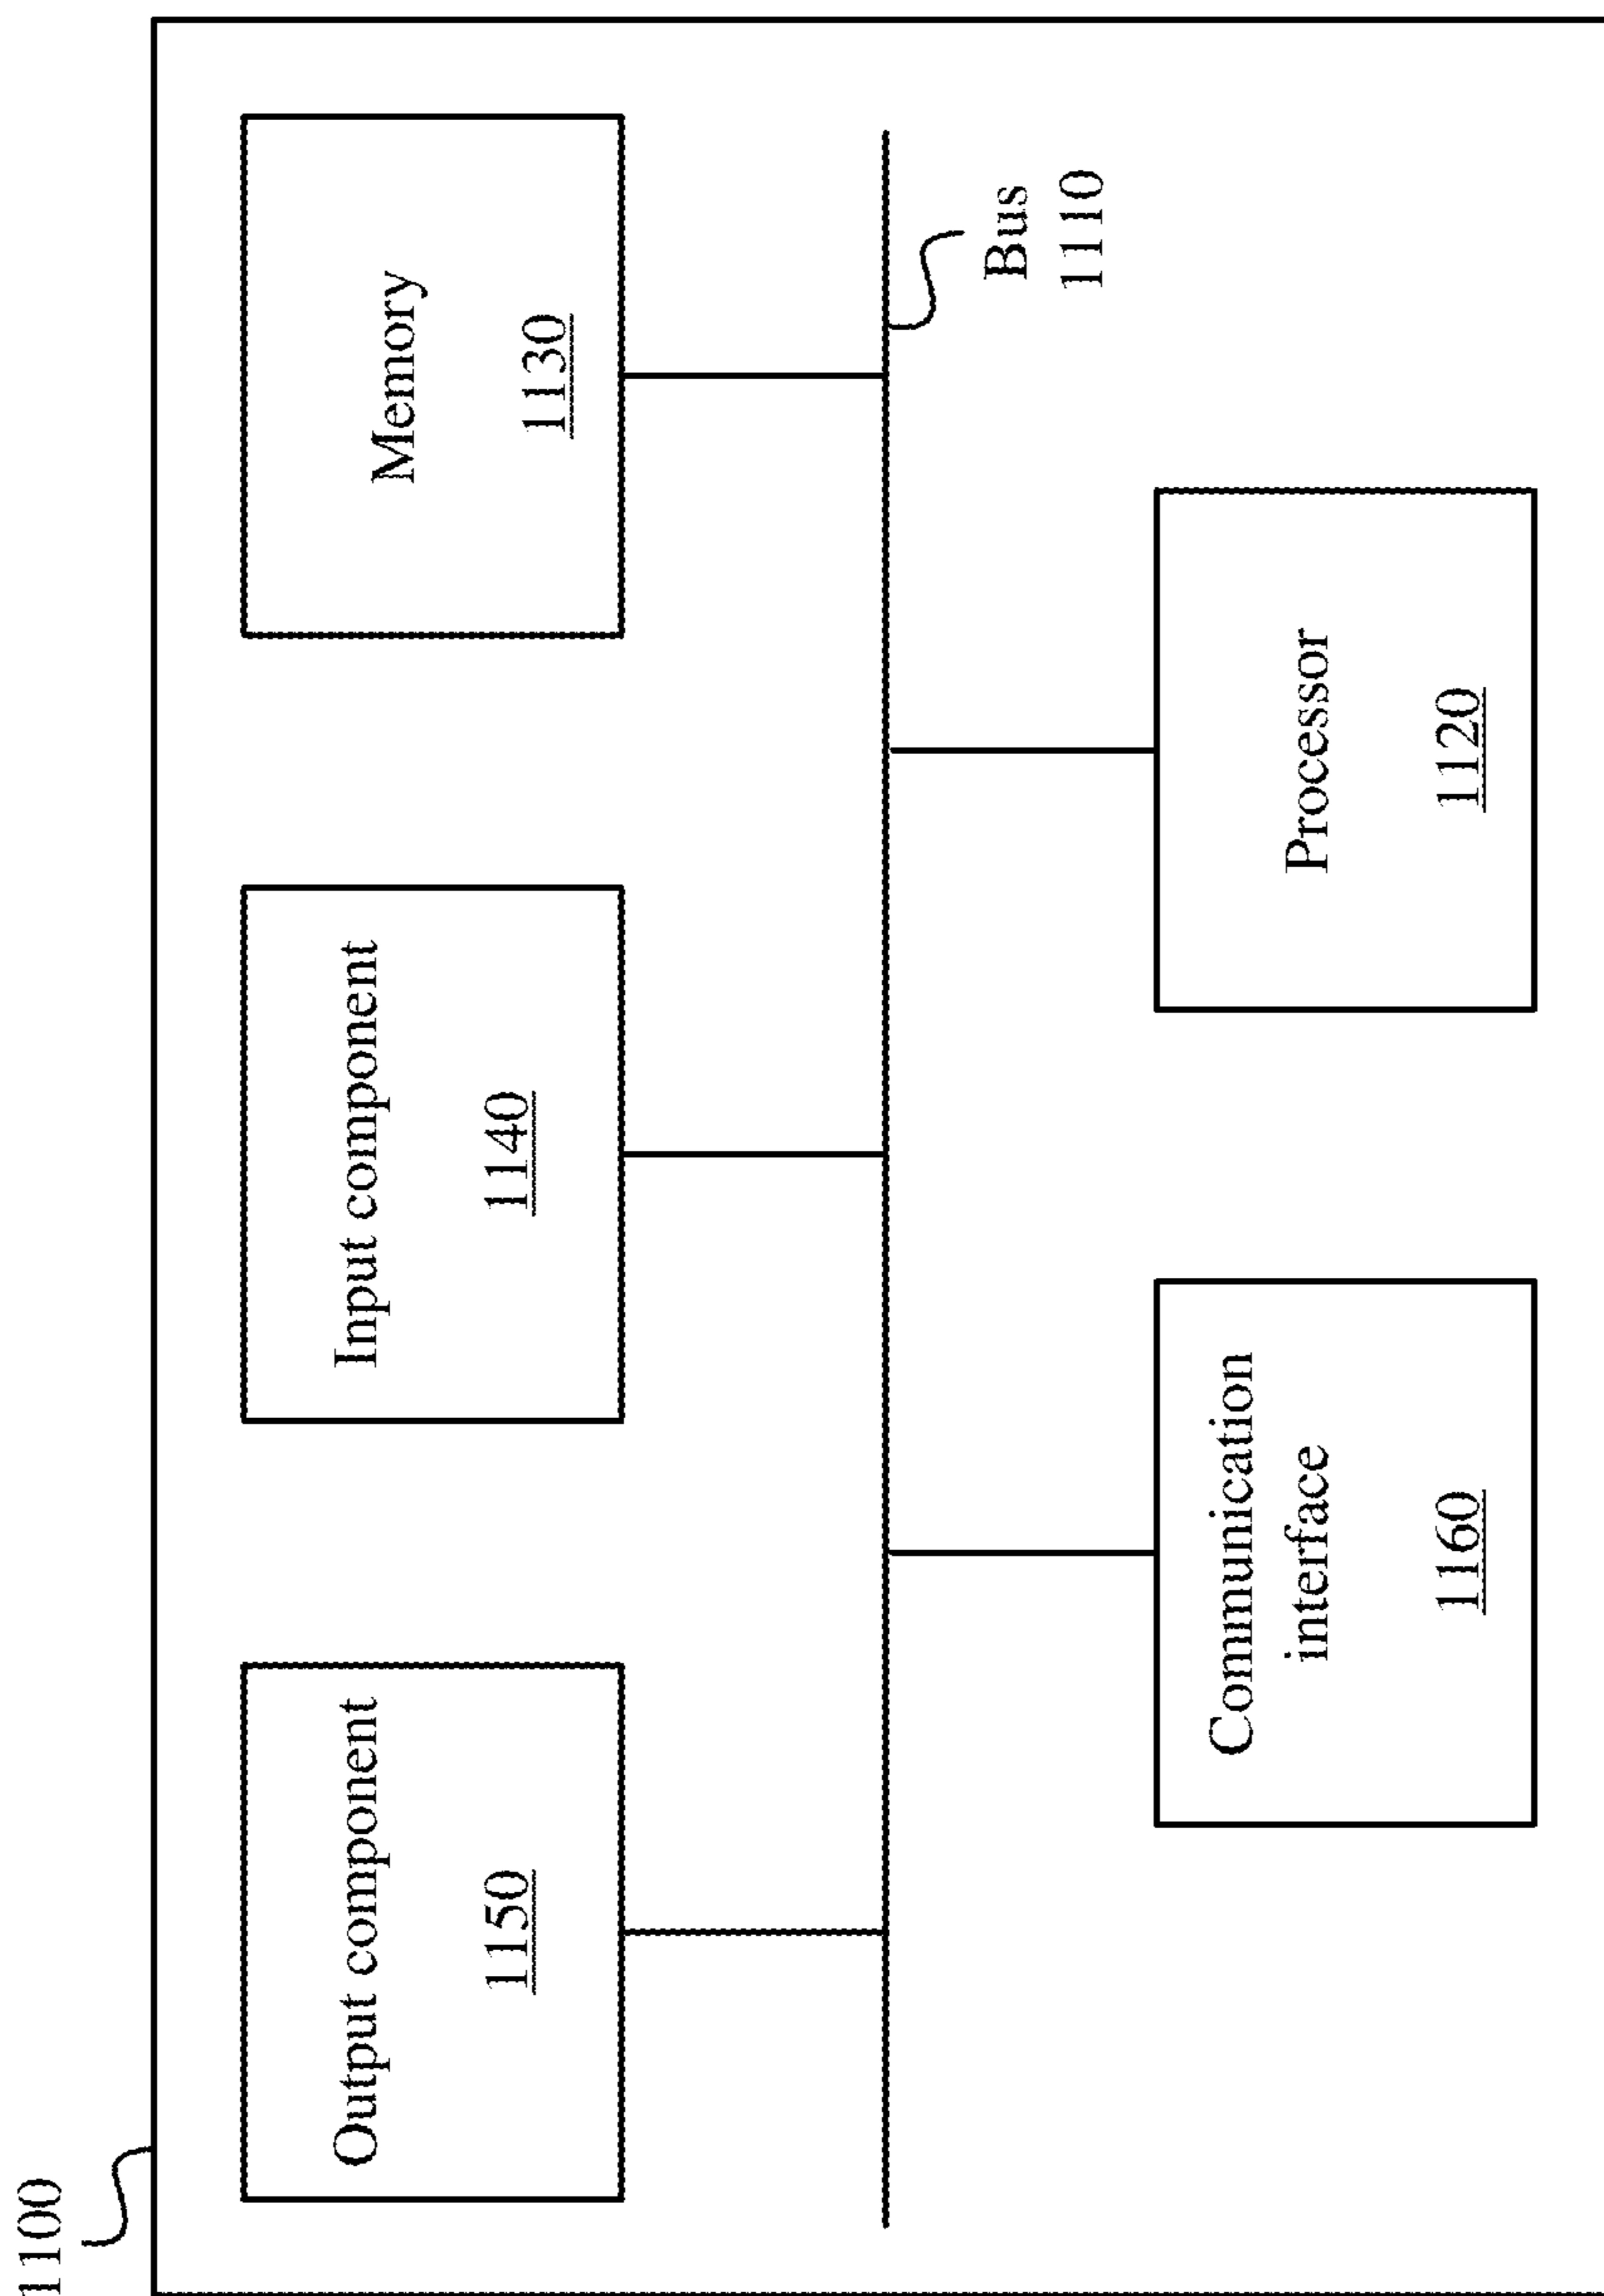 1100
Output component
1150
Input component
1140
Memory
1130
Bus
1110
Communication
interface
1160
Processor
1120